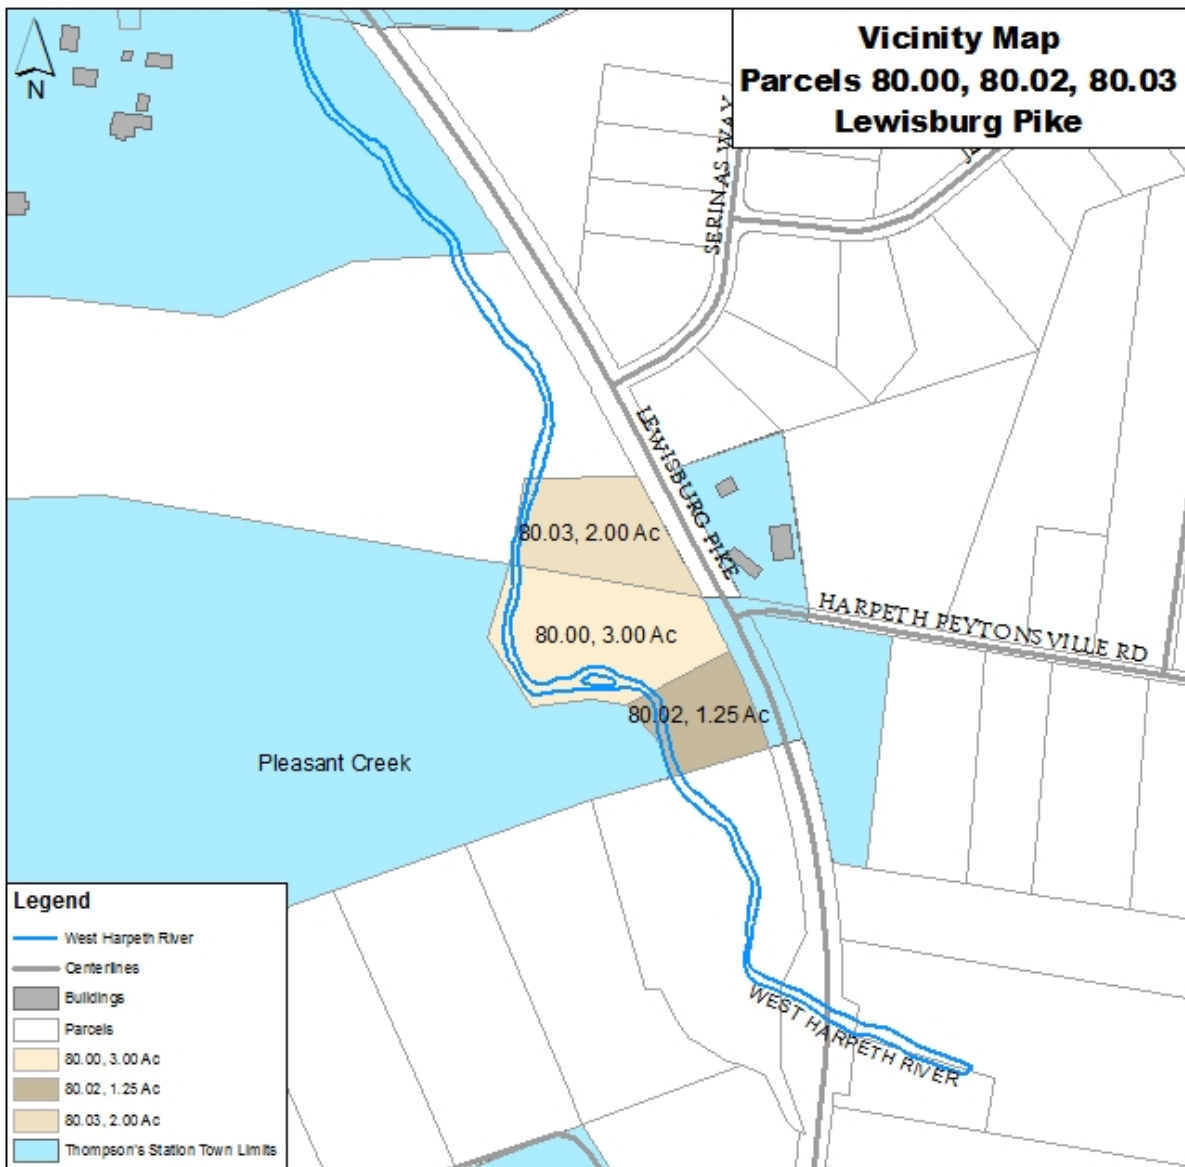 Vicinity Map
Parcels 80.00, 80.02, 80.03
Lewisburg Pike
N
SERINAS WAY
LEWISBURG PIKE
80.03, 2.00 Ac
HARPETH PEYTONSVILLE RD
80.00, 3.00 Ac
80.02, 1.25 Ac
Pleasant Creek
WEST HARPETH RIVER
Legend
West Harpeth River
Centerlines
Buildings
Parcels
80.00, 3.00 Ac
80.02, 1.25 Ac
80.03, 2.00 Ac
Thompson's Station Town Limits